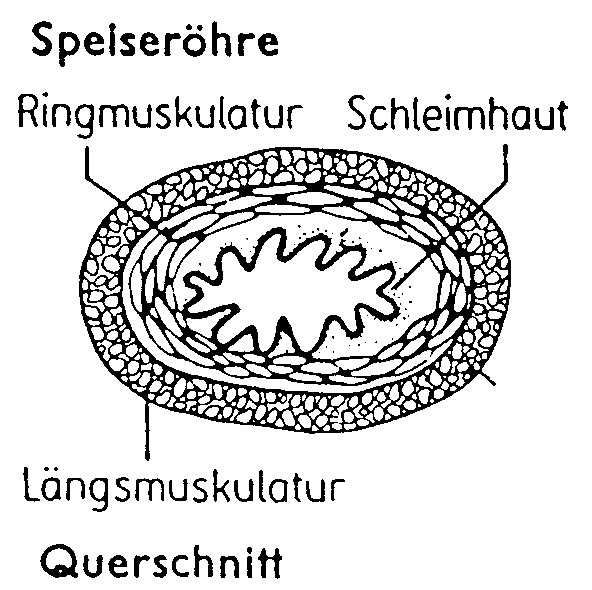 Speiseröhre
Ringmuskulatur Schleimhaut
Längsmuskulatur
Querschnitt